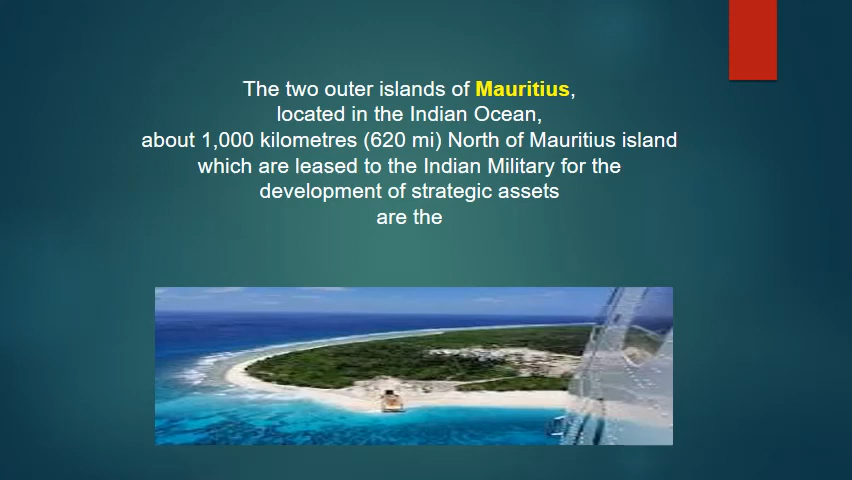 The two outer islands of Mauritius,
located in the Indian Ocean,
about 1,000 kilometres (620 mi) North of Mauritius island
which are leased to the Indian Military for the
development of strategic assets
are the